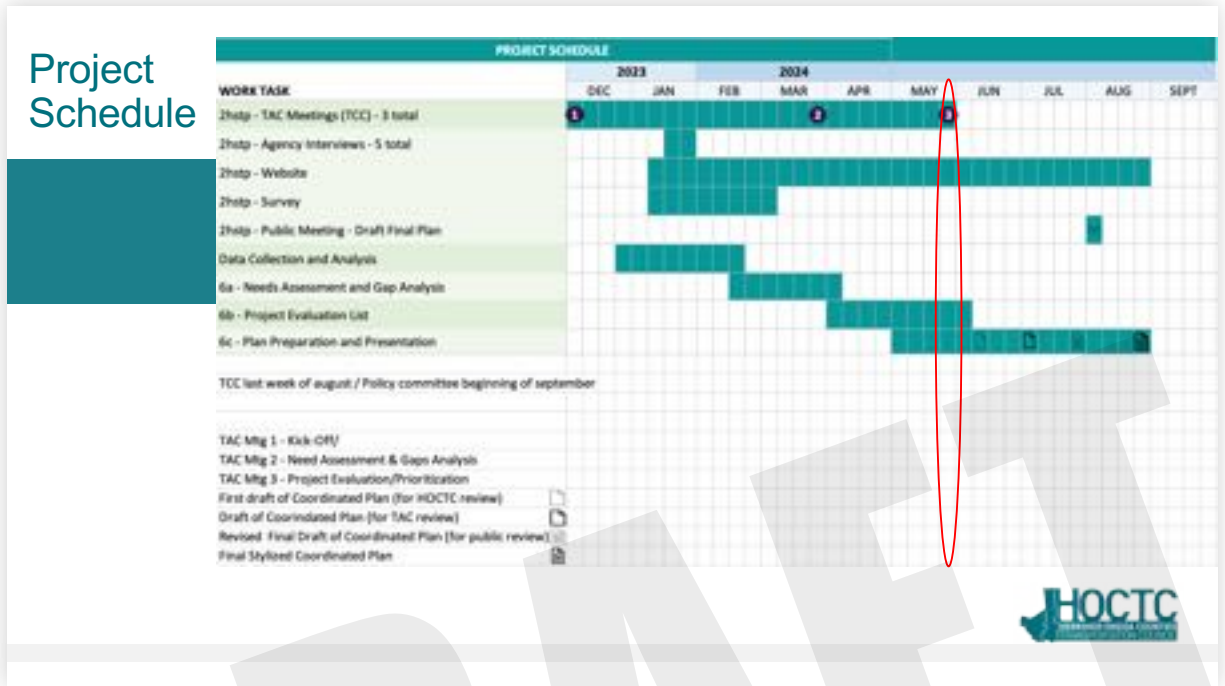 Project
Schedule
PROJECT SCHEDULE
2023 2024
WORK TASK DEC JAN FEB MAR APR MAY JUN JUL AUG SEPT
2hstp - TAC Meetings (TCC) - 3 total 1 2 3
2hstp - Agency Interviews - 5 total
2hstp - Website
2hstp - Survey
2hstp - Public Meeting - Draft Final Plan
Data Collection and Analysis
6a - Needs Assessment and Gap Analysis
6b - Project Evaluation List
6c - Plan Preparation and Presentation
TCC last week of august / Policy committee beginning of september
TAC Mtg 1 - Kick-Off/
TAC Mtg 2 - Need Assessment & Gaps Analysis
TAC Mtg 3 - Project Evaluation/Prioritization
First draft of Coordinated Plan (for HOCTC review)
Draft of Coorindated Plan (for TAC review)
Revised Final Draft of Coordinated Plan (for public review)
Final Stylized Coordinated Plan
HOCTC
DRAFT